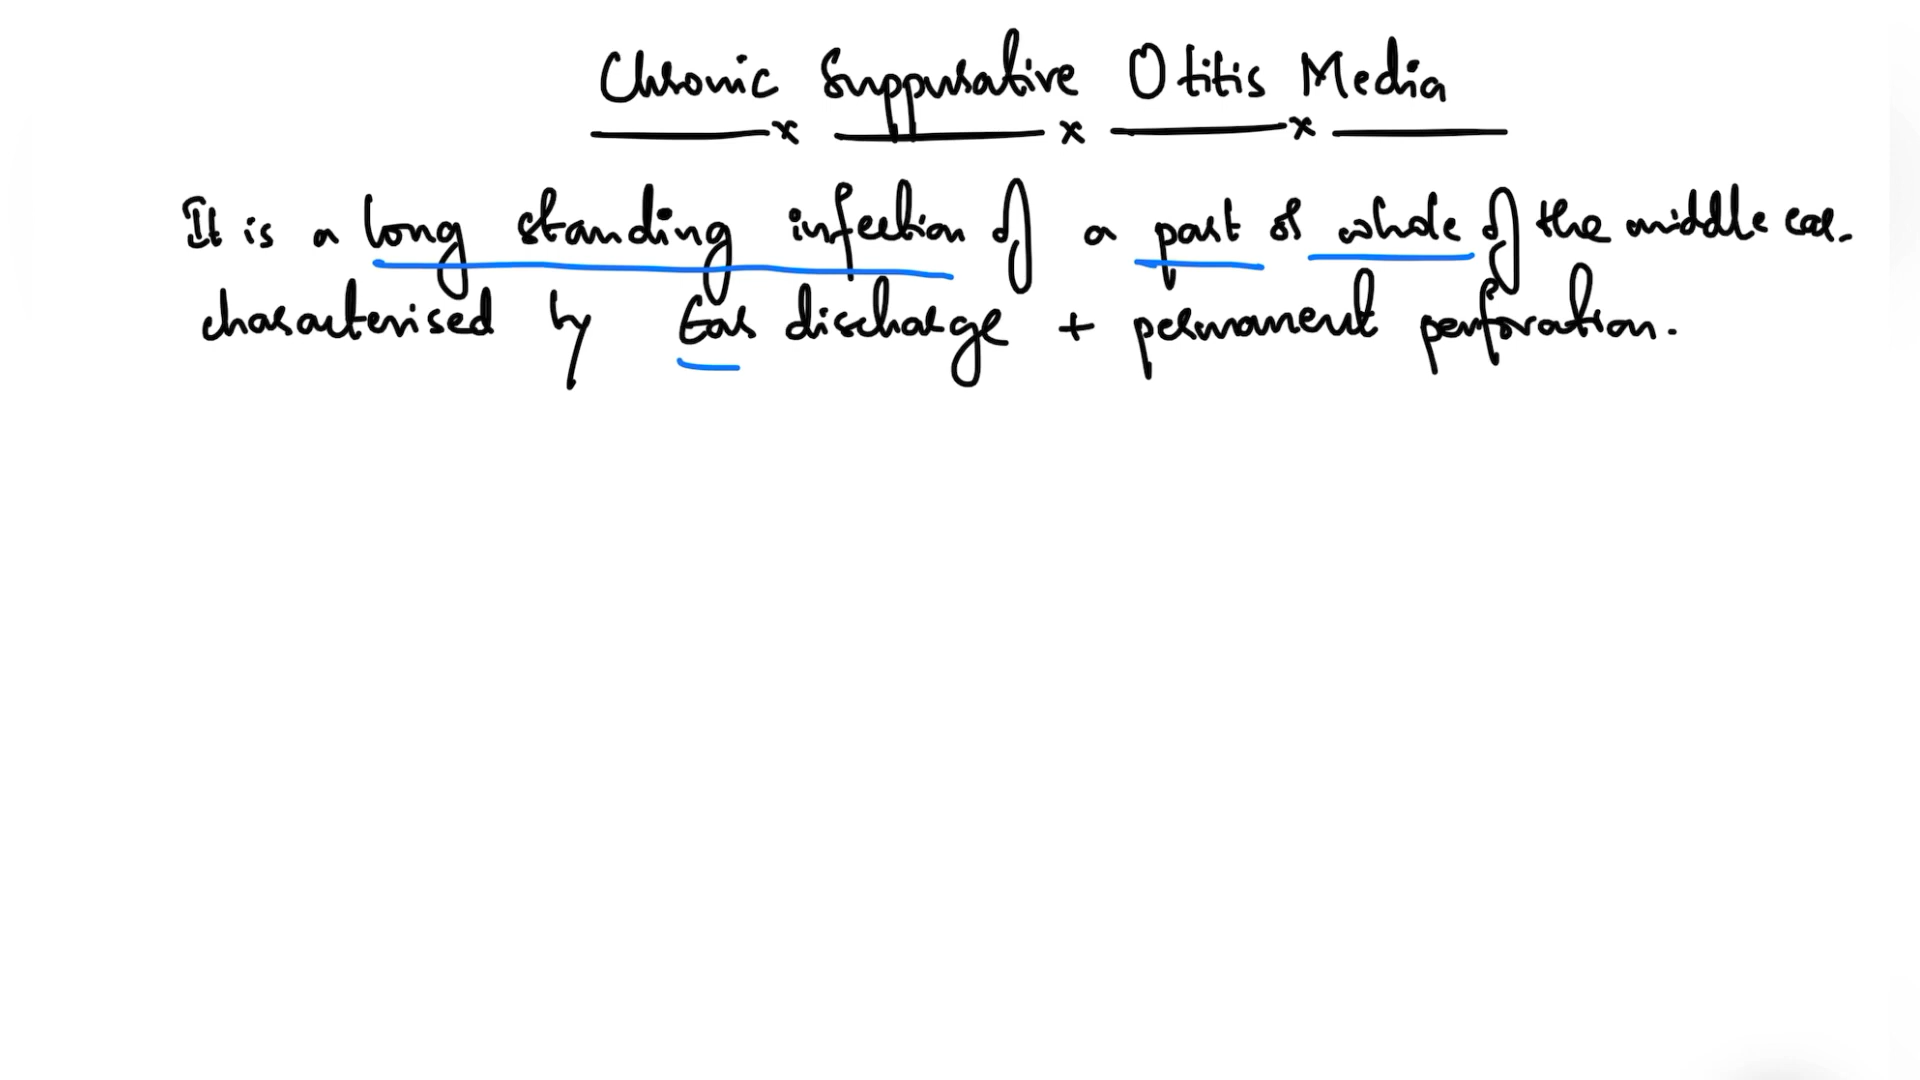 Chronic Suppurative Otitis Media
It is a long standing infection of a part or whole of the middle ear.
characterised by Ear discharge + permanent perforation.